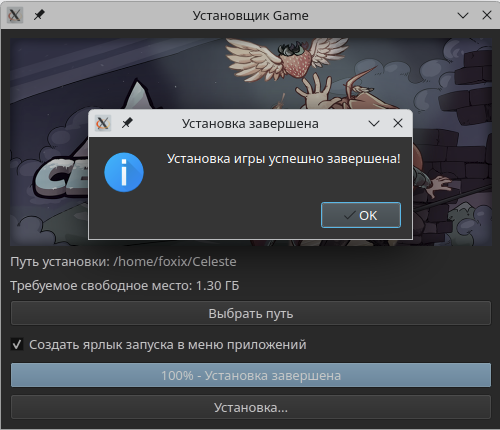 Установщик Game
Установка завершена
Установка игры успешно завершена!
OK
Путь установки: /home/foxix/Celeste
Требуемое свободное место: 1.30 ГБ
Выбрать путь
Создать ярлык запуска в меню приложений
100% - Установка завершена
Установка...